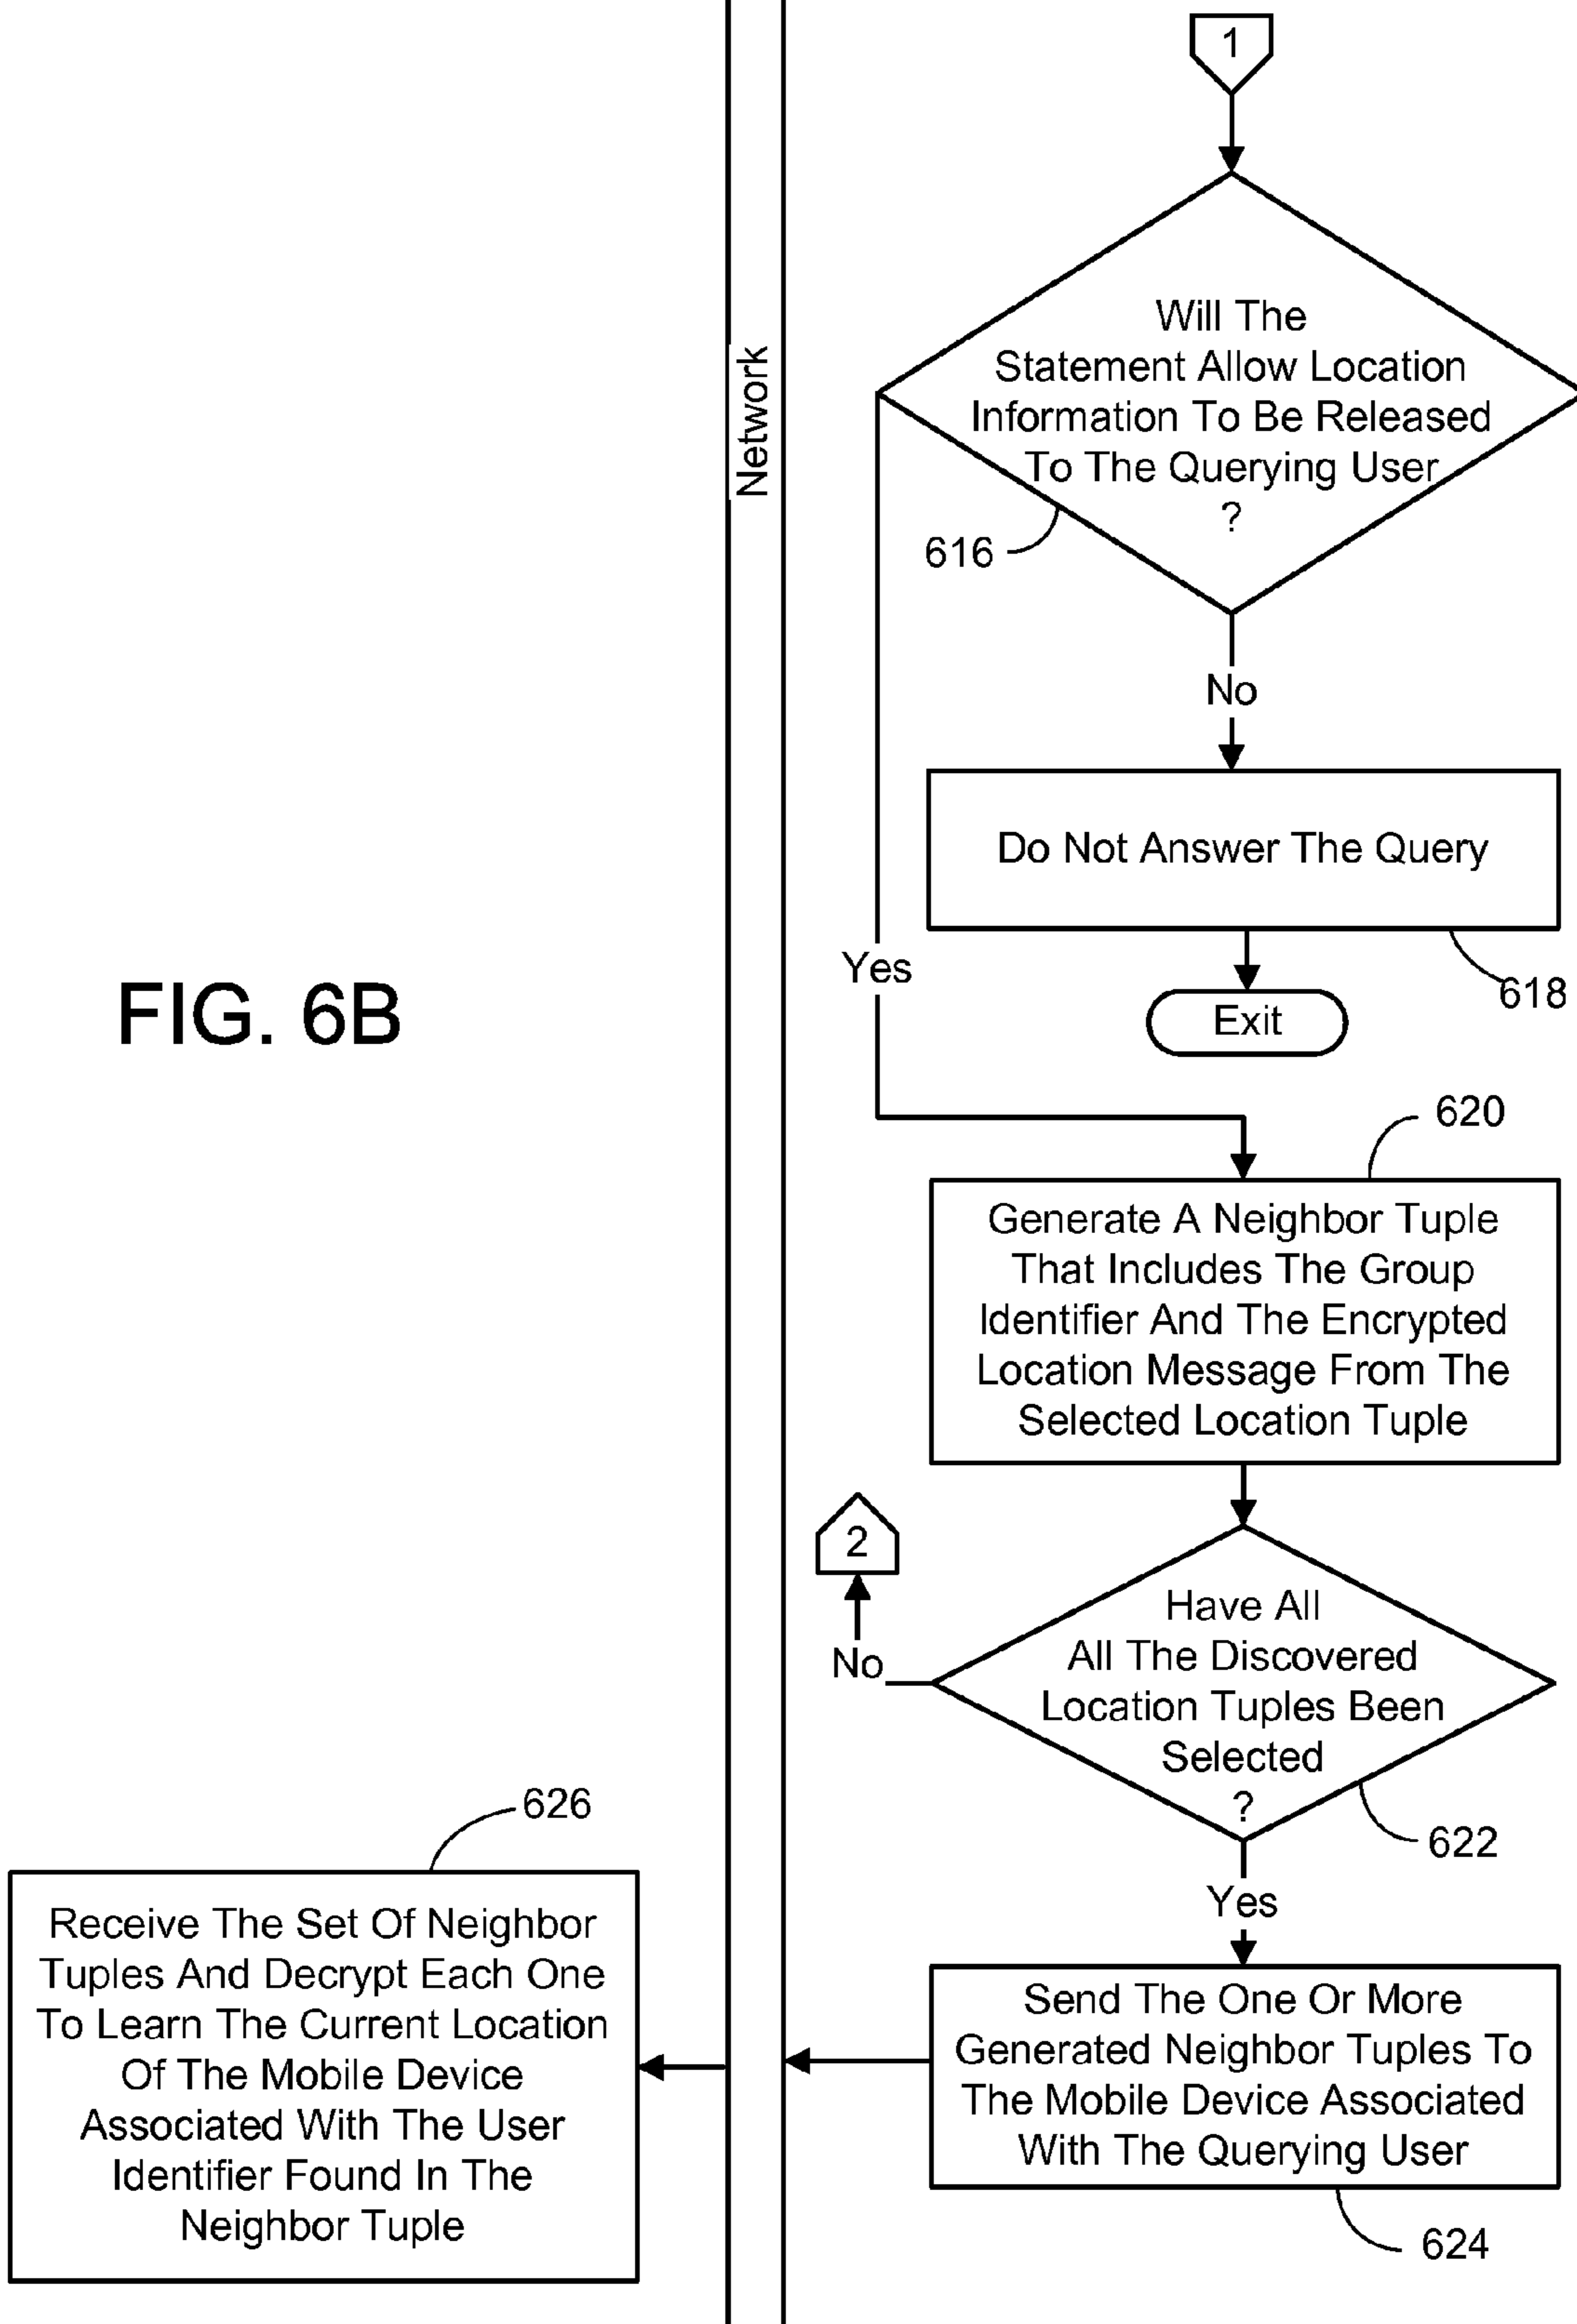 1
Will The
Statement Allow Location
Information To Be Released
To The Querying User
?
616
Network
No
Do Not Answer The Query
618
Yes
Exit
FIG. 6B
620
Generate A Neighbor Tuple
That Includes The Group
Identifier And The Encrypted
Location Message From The
Selected Location Tuple
2
No
Have All
All The Discovered
Location Tuples Been
Selected
?
622
Yes
Send The One Or More
Generated Neighbor Tuples To
The Mobile Device Associated
With The Querying User
624
626
Receive The Set Of Neighbor
Tuples And Decrypt Each One
To Learn The Current Location
Of The Mobile Device
Associated With The User
Identifier Found In The
Neighbor Tuple